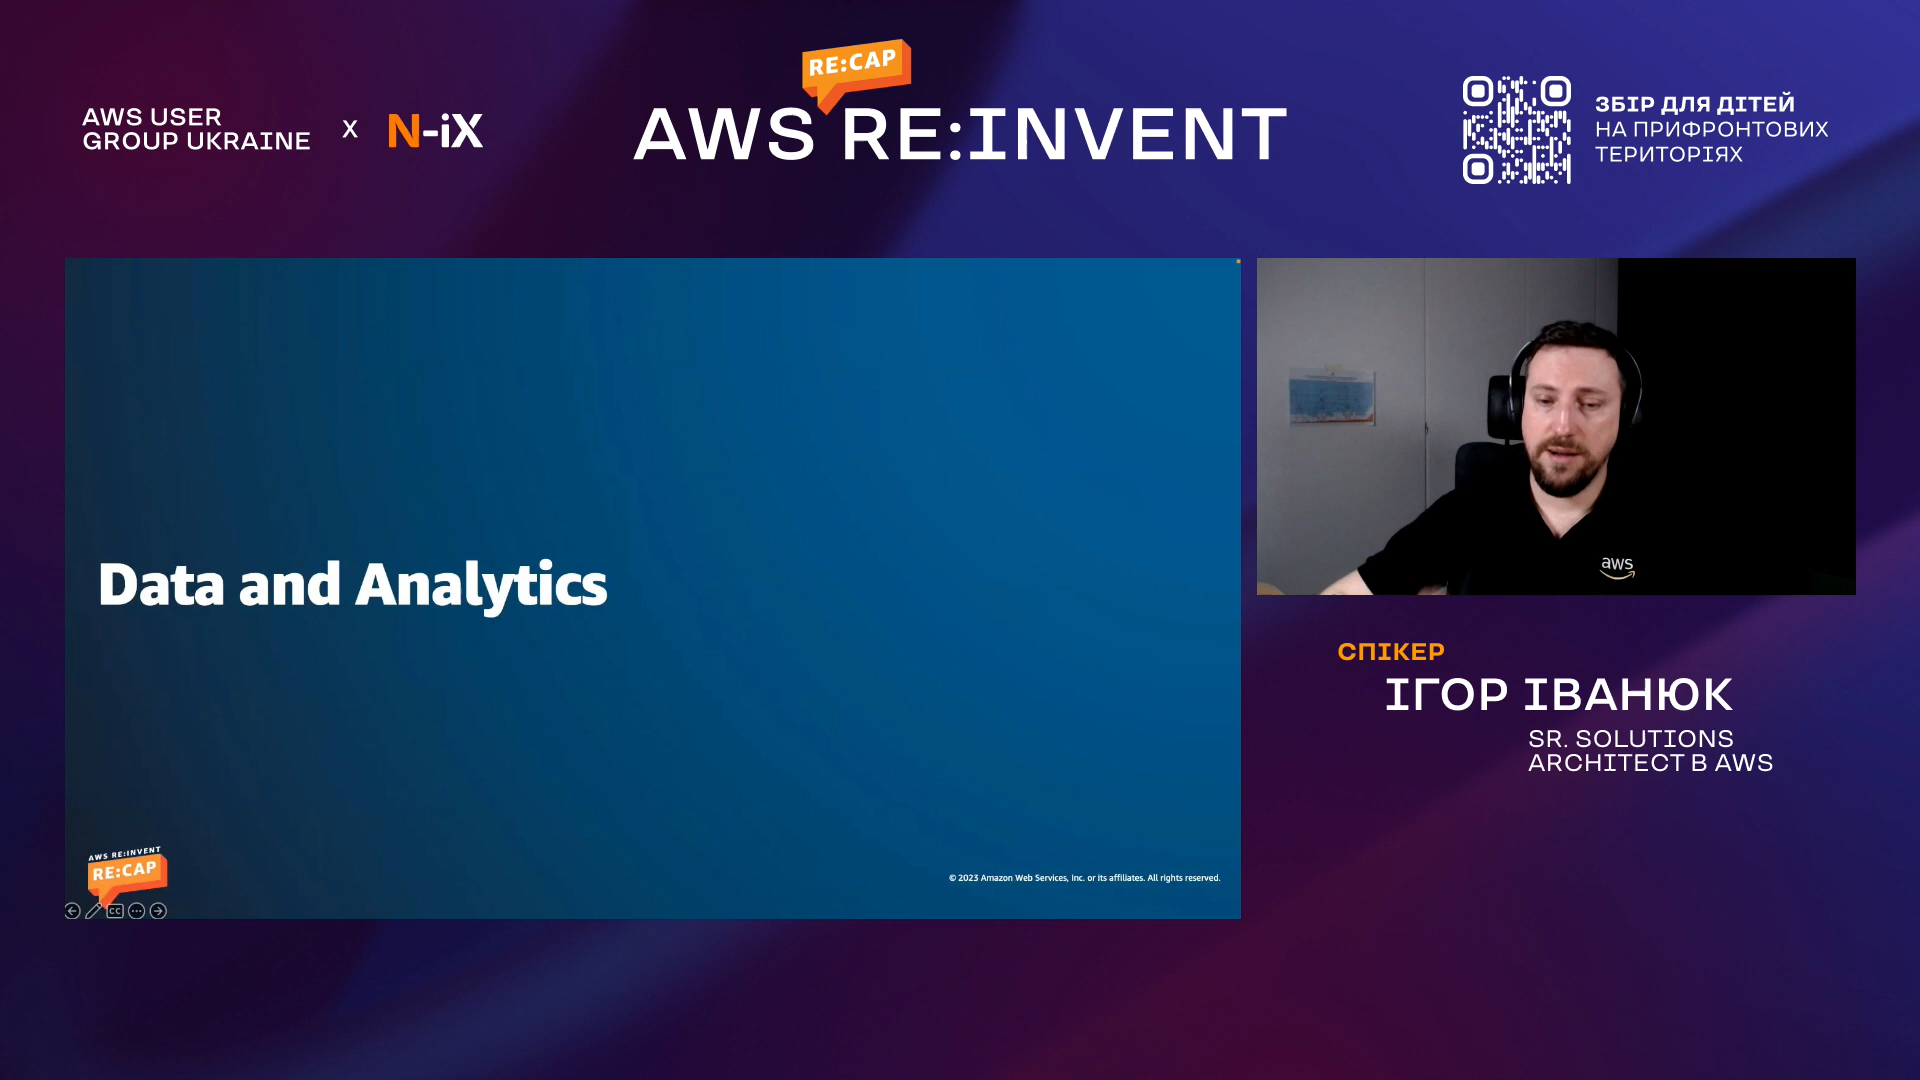 AWS USER
GROUP UKRAINE
X
N-iX
RE:CAP
AWS RE:INVENT
ЗБІР ДЛЯ ДІТЕЙ
НА ПРИФРОНТОВИХ
ТЕРИТОРІЯХ
Data and Analytics
AWS RE:INVENT
RE:CAP
CC
© 2023 Amazon Web Services, Inc. or its affiliates. All rights reserved.
aws
СПІКЕР
ІГОР ІВАНЮК
SR. SOLUTIONS
ARCHITECT В AWS